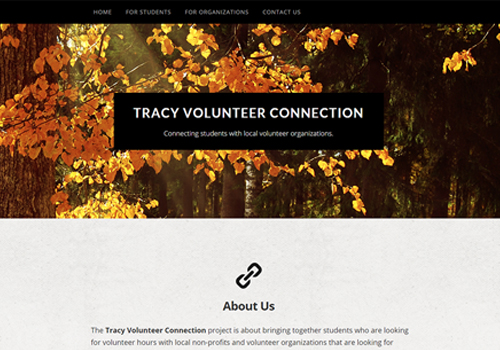 HOME FOR STUDENTS FOR ORGANIZATIONS CONTACT US
TRACY VOLUNTEER CONNECTION
Connecting students with local volunteer organizations.
About Us
The Tracy Volunteer Connection project is about bringing together students who are looking
for volunteer hours with local non-profits and volunteer organizations that are looking for